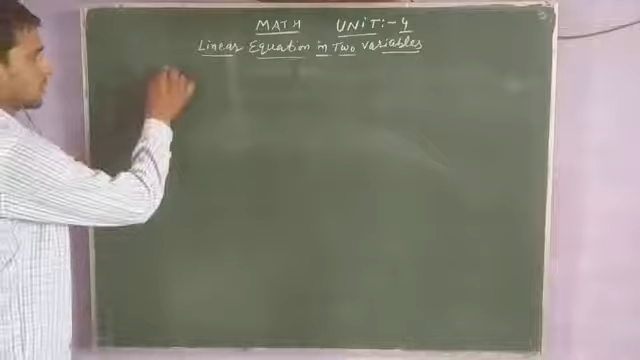 MATH UNiT:- 4
Linear Equation in Two Variables